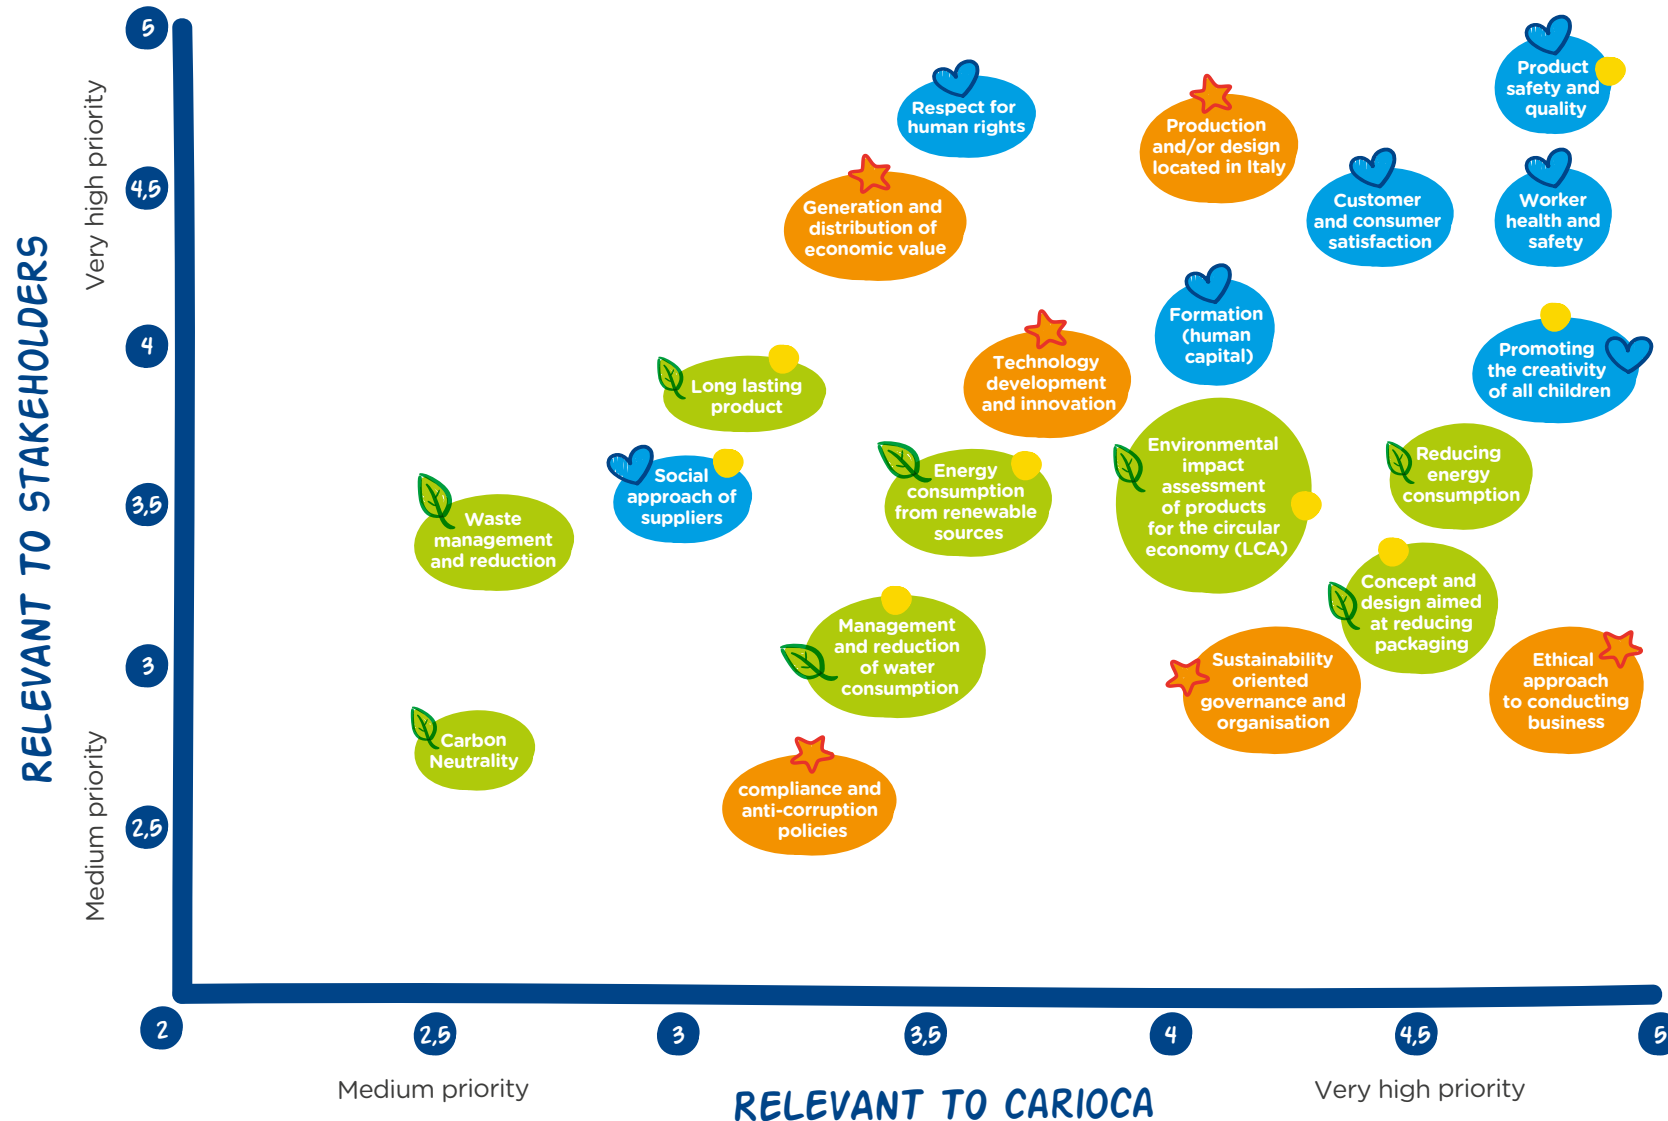 RELEVANT TO STAKEHOLDERS
Very high priority
Medium priority
5
4,5
4
3,5
3
2,5
2
Product
safety and
quality
Respect for
human rights
Production
and/or design
located in Italy
Generation and
distribution of
economic value
Customer
and consumer
satisfaction
Worker
health and
safety
Formation
(human
capital)
Technology
development
and innovation
Promoting
the creativity
of all children
Long lasting
product
Environmental
impact
assessment
of products
for the circular
economy (LCA)
Reducing
energy
consumption
Social
approach of
suppliers
Energy
consumption
from renewable
sources
Waste
management
and reduction
Concept and
design aimed
at reducing
packaging
Management
and reduction
of water
consumption
Sustainability
oriented
governance and
organisation
Ethical
approach
to conducting
business
Carbon
Neutrality
compliance and
anti-corruption
policies
2,5
3
3,5
4
4,5
5
Medium priority
RELEVANT TO CARIOCA
Very high priority